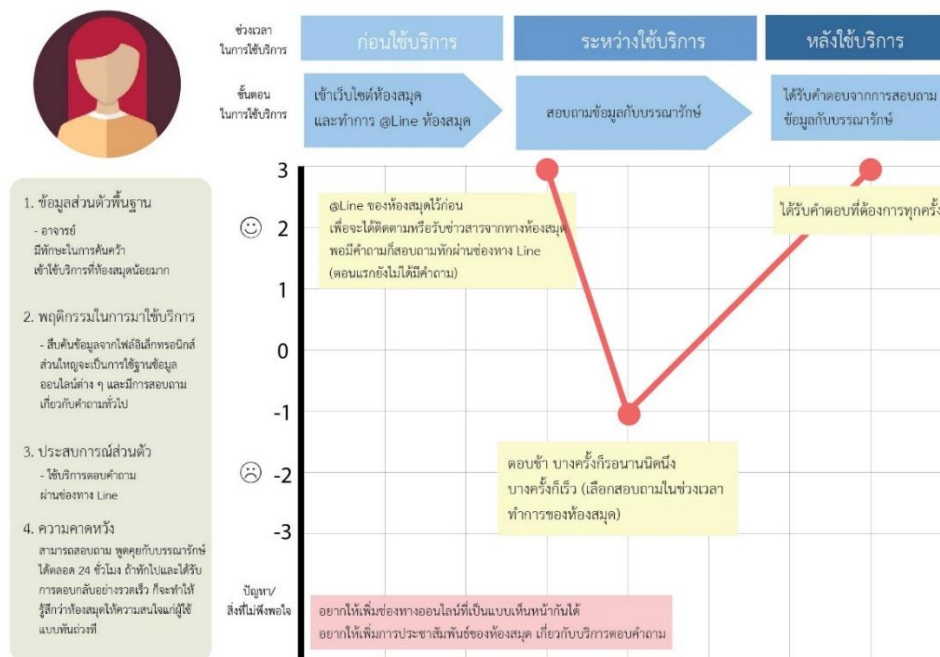 ช่วงเวลา
ในการใช้บริการ
ก่อนใช้บริการ
ระหว่างใช้บริการ
หลังใช้บริการ
ขั้นตอน
ในการใช้บริการ
เข้าเว็บไซต์ห้องสมุด
และทำการ @Line ห้องสมุด
สอบถามข้อมูลกับบรรณารักษ์
ได้รับคำตอบจากการสอบถาม
ข้อมูลกับบรรณารักษ์
1. ข้อมูลส่วนตัวพื้นฐาน
- อาจารย์
มีทักษะในการค้นคว้า
เข้าใช้บริการที่ห้องสมุดน้อยมาก
2. พฤติกรรมในการมาใช้บริการ
- สืบค้นข้อมูลจากไฟล์อิเล็กทรอนิกส์
ส่วนใหญ่จะเป็นการใช้ฐานข้อมูล
ออนไลน์ต่าง ๆ และมีการสอบถาม
เกี่ยวกับคำถามทั่วไป
3. ประสบการณ์ส่วนตัว
- ใช้บริการตอบคำถาม
ผ่านช่องทาง Line
4. ความคาดหวัง
สามารถสอบถาม พูดคุยกับบรรณารักษ์
ได้ตลอด 24 ชั่วโมง ถ้าทักไปและได้รับ
การตอบกลับอย่างรวดเร็ว ก็จะทำให้
รู้สึกว่าห้องสมุดให้ความสนใจแก่ผู้ใช้
แบบทันถ่วงที
3
2
1
0
-1
-2
-3
@Line ของห้องสมุดไว้ก่อน
เพื่อจะได้ติดตามหรือรับข่าวสารจากทางห้องสมุด
พอมีคำถามก็สอบถามทักผ่านช่องทาง Line
(ตอนแรกยังไม่ได้มีคำถาม)
ได้รับคำตอบที่ต้องการทุกครั้ง
ตอบช้า บางครั้งก็รอนานนิดนึง
บางครั้งก็เร็ว (เลือกสอบถามในช่วงเวลา
ทำการของห้องสมุด)
ปัญหา/
สิ่งที่ไม่พึงพอใจ
อยากให้เพิ่มช่องทางออนไลน์ที่เป็นแบบเห็นหน้ากันได้
อยากให้เพิ่มการประชาสัมพันธ์ของห้องสมุด เกี่ยวกับบริการตอบคำถาม